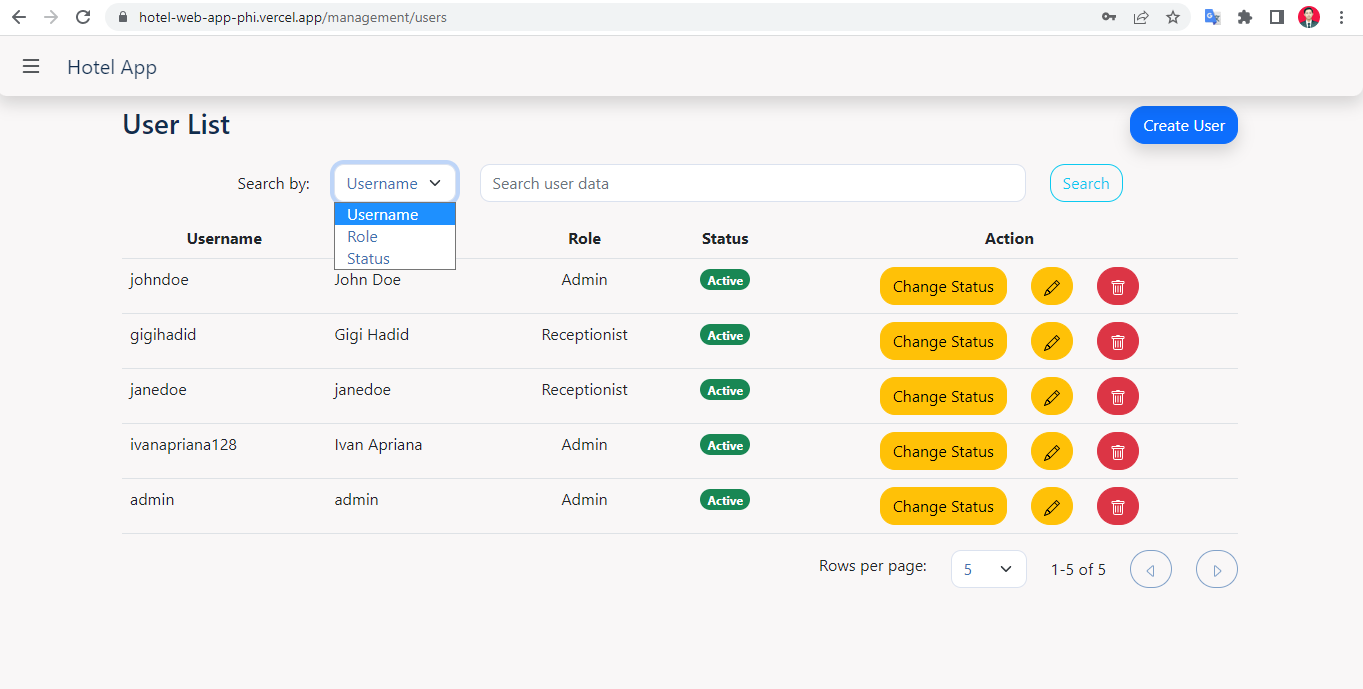 hotel-web-app-phi.vercel.app/management/users
Hotel App
User List
Create User
Search by:
Username
Search user data
Search
Username
Role
Status
Username
Role
Status
Action
johndoe John Doe Admin Active Change Status
gigihadid Gigi Hadid Receptionist Active Change Status
janedoe janedoe Receptionist Active Change Status
ivanapriana128 Ivan Apriana Admin Active Change Status
admin admin Admin Active Change Status
Rows per page: 5 1-5 of 5